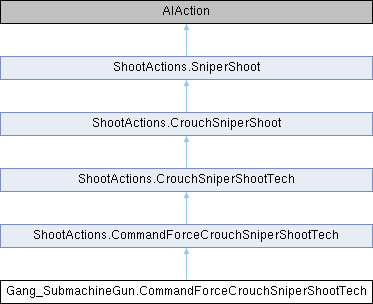 AIAction
ShootActions.SniperShoot
ShootActions.CrouchSniperShoot
ShootActions.CrouchSniperShootTech
ShootActions.CommandForceCrouchSniperShootTech
Gang_SubmachineGun.CommandForceCrouchSniperShootTech